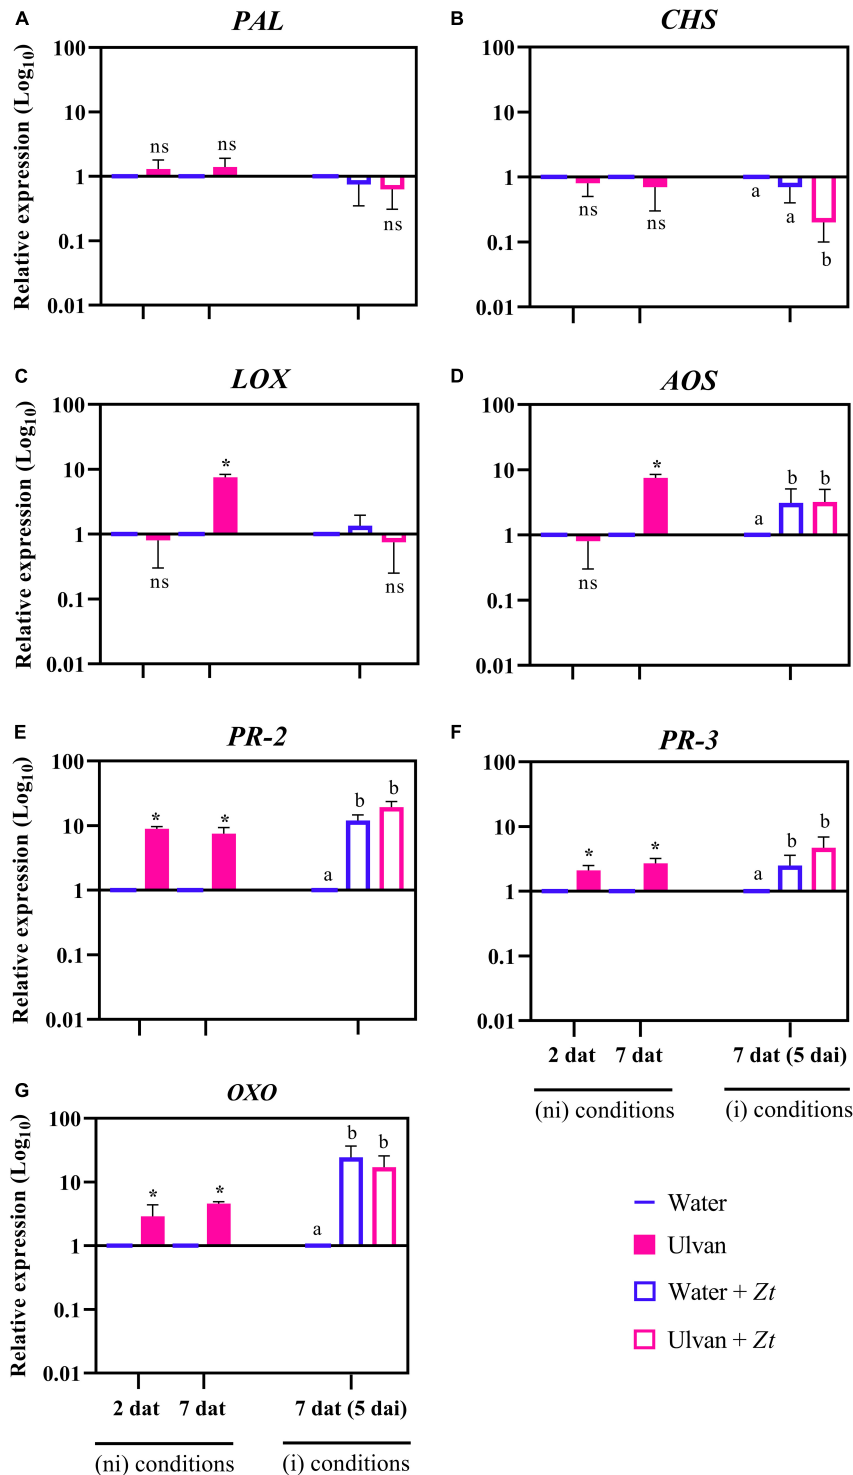 A PAL
Relative expression (Log10)
100
10
1
0.1
0.01
ns
ns
ns
B CHS
100
10
1
0.1
0.01
ns
ns
a
a
b
C LOX
Relative expression (Log10)
100
10
1
0.1
0.01
ns
*
ns
D AOS
100
10
1
0.1
0.01
ns
*
a
b
b
E PR-2
Relative expression (Log10)
100
10
1
0.1
0.01
*
*
a
b
b
F PR-3
100
10
1
0.1
0.01
*
*
a
b
b
2 dat 7 dat 7 dat (5 dai)
(ni) conditions (i) conditions
G OXO
Relative expression (Log10)
100
10
1
0.1
0.01
*
*
a
b
b
2 dat 7 dat 7 dat (5 dai)
(ni) conditions (i) conditions
Water
Ulvan
Water + Zt
Ulvan + Zt